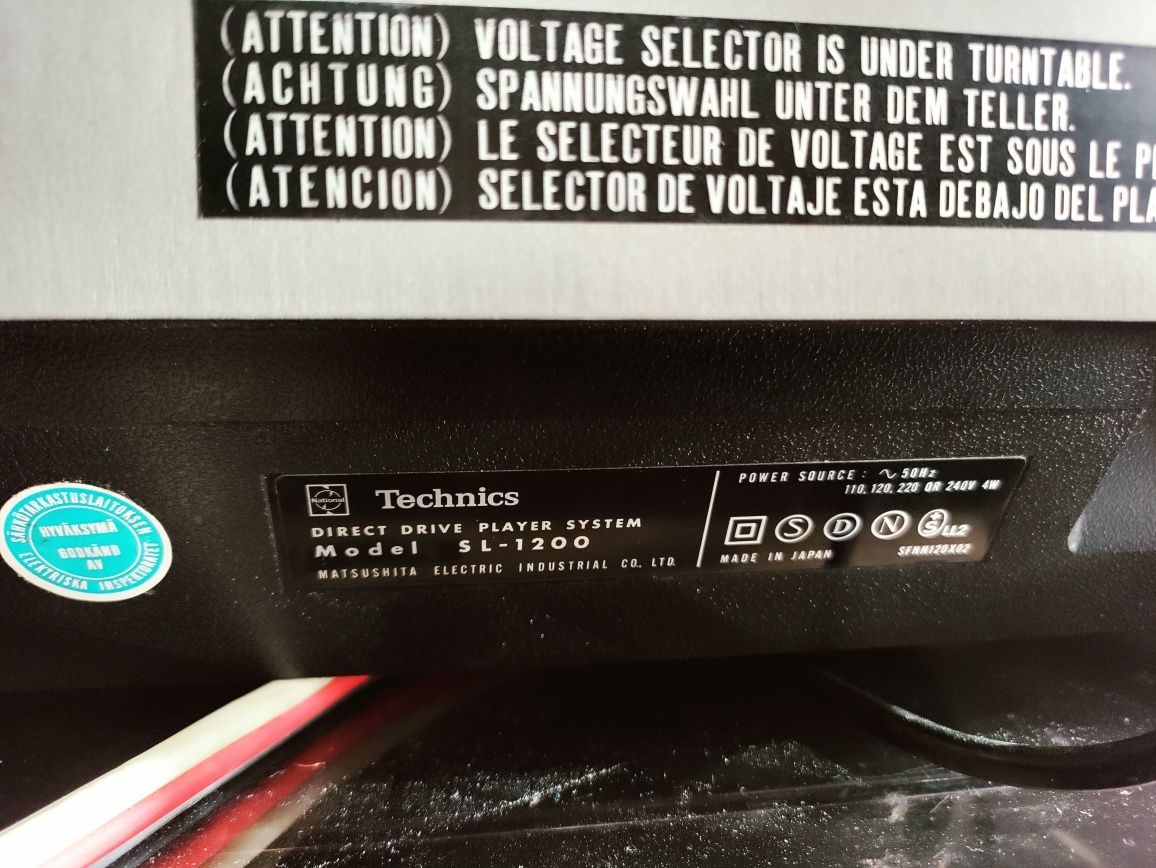 (ATTENTION) VOLTAGE SELECTOR IS UNDER TURNTABLE.
(ACHTUNG) SPANNUNGSWAHL UNTER DEM TELLER.
(ATTENTION) LE SELECTEUR DE VOLTAGE EST SOUS LE
(ATENCION) SELECTOR DE VOLTAJE ESTA DEBAJO DEL
SÄHKÖTARKASTUSLAITOKSEN
HYVÄKSYMÄ
GODKÄND
AV
ELEKTRISKA INSPEKTORATET
National
Technics
DIRECT DRIVE PLAYER SYSTEM
Model SL-1200
MATSUSHITA ELECTRIC INDUSTRIAL CO., LTD.
POWER SOURCE : ∿ 50Hz
110, 120, 220 OR 240V 4W
S D N S LL2
MADE IN JAPAN SFNM120X02